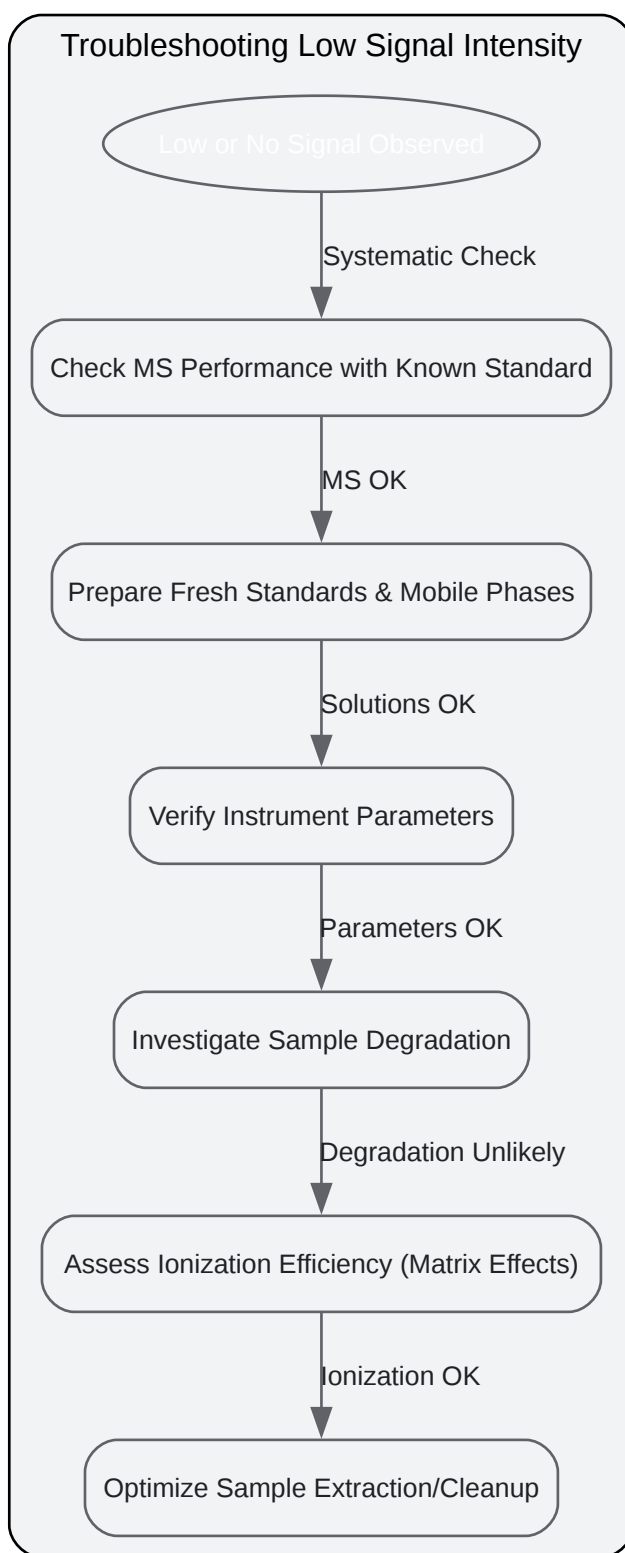 Troubleshooting Low Signal Intensity
Low or No Signal Observed
Systematic Check
Check MS Performance with Known Standard
MS OK
Prepare Fresh Standards & Mobile Phases
Solutions OK
Verify Instrument Parameters
Parameters OK
Investigate Sample Degradation
Degradation Unlikely
Assess Ionization Efficiency (Matrix Effects)
Ionization OK
Optimize Sample Extraction/Cleanup